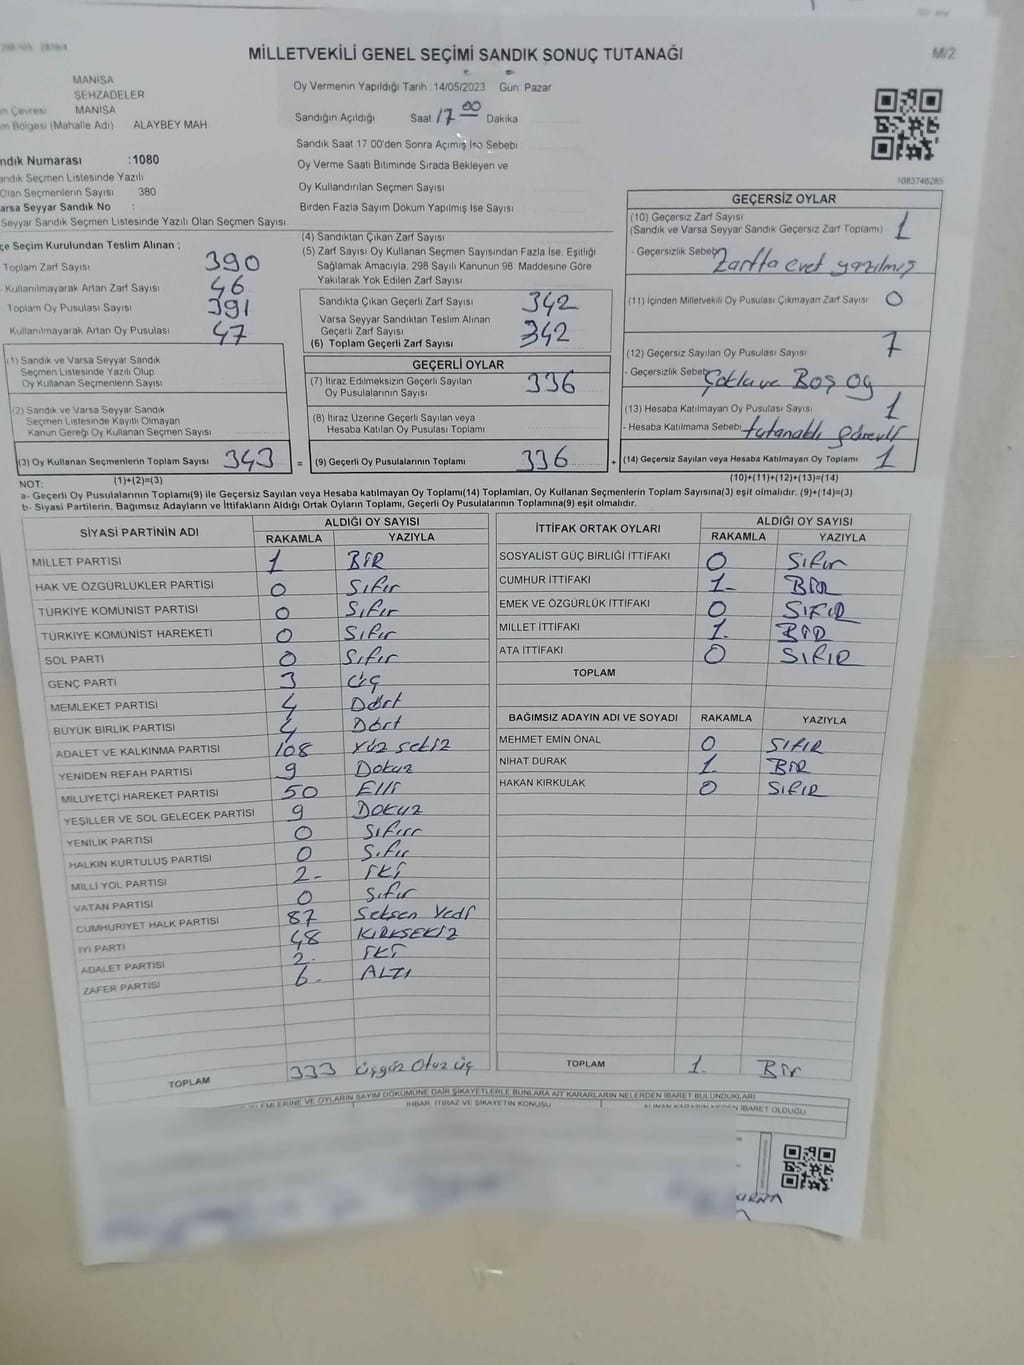 MİLLETVEKİLİ GENEL SEÇİMİ SANDIK SONUÇ TUTANAĞI
M/2
MANİSA
ŞEHZADELER
m Çevresi MANİSA
m Bölgesi (Mahalle Adı) ALAYBEY MAH
ndık Numarası :1080
andık Seçmen Listesinde Yazılı
Olan Seçmenlerin Sayısı 380
arsa Seyyar Sandık No :
Seyyar Sandık Seçmen Listesinde Yazılı Olan Seçmen Sayısı
Oy Vermenin Yapıldığı Tarih :14/05/2023 Gün: Pazar
Sandığın Açıldığı Saat 17 00 Dakika
Sandık Saat 17 00'den Sonra Açımış İse Sebebi
Oy Verme Saati Bitiminde Sırada Bekleyen ve
Oy Kullandırılan Seçmen Sayısı
Birden Fazla Sayım Döküm Yapılmış İse Sayısı
1083746285
çe Seçim Kurulundan Teslim Alınan ;
Toplam Zarf Sayısı 390
Kullanılmayarak Artan Zarf Sayısı 46
Toplam Oy Pusulası Sayısı 391
Kullanılmayarak Artan Oy Pusulası 47
(4) Sandıktan Çıkan Zarf Sayısı
(5) Zarf Sayısı Oy Kullanan Seçmen Sayısından Fazla İse, Eşitliği
Sağlamak Amacıyla, 298 Sayılı Kanunun 98. Maddesine Göre
Yakılarak Yok Edilen Zarf Sayısı
Sandıkta Çıkan Geçerli Zarf Sayısı 342
Varsa Seyyar Sandıktan Teslim Alınan
Geçerli Zarf Sayısı 342
(6) Toplam Geçerli Zarf Sayısı
GEÇERSİZ OYLAR
(10) Geçersiz Zarf Sayısı 1
(Sandık ve Varsa Seyyar Sandık Geçersiz Zarf Toplamı)
- Geçersizlik Sebebi Zarfta evet yazılmış
(11) İçinden Milletvekili Oy Pusulası Çıkmayan Zarf Sayısı 0
(12) Geçersiz Sayılan Oy Pusulası Sayısı 7
- Geçersizlik Sebebi Çoklu ve Boş Oy
(13) Hesaba Katılmayan Oy Pusulası Sayısı 1
- Hesaba Katılmama Sebebi tutanaklı görevli
(14) Geçersiz Sayılan veya Hesaba Katılmayan Oy Toplamı 1
(10)+(11)+(12)+(13)=(14)
(1) Sandık ve Varsa Seyyar Sandık
Seçmen Listesinde Yazılı Olup
Oy Kullanan Seçmenlerin Sayısı
(2) Sandık ve Varsa Seyyar Sandık
Seçmen Listesinde Kayıtlı Olmayan
Kanun Gereği Oy Kullanan Seçmen Sayısı
(3) Oy Kullanan Seçmenlerin Toplam Sayısı 343 =
(1)+(2)=(3)
GEÇERLİ OYLAR
(7) İtiraz Edilmeksizin Geçerli Sayılan 336
Oy Pusulalarının Sayısı
(8) İtiraz Üzerine Geçerli Sayılan veya
Hesaba Katılan Oy Pusulası Toplamı
(9) Geçerli Oy Pusulalarının Toplamı 336 +
NOT:
a- Geçerli Oy Pusulalarının Toplamı(9) ile Geçersiz Sayılan veya Hesaba katılmayan Oy Toplamı(14) Toplamları, Oy Kullanan Seçmenlerin Toplam Sayısına(3) eşit olmalıdır. (9)+(14)=(3)
b- Siyasi Partilerin, Bağımsız Adayların ve İttifakların Aldığı Ortak Oyların Toplamı, Geçerli Oy Pusulalarının Toplamına(9) eşit olmalıdır.
SİYASİ PARTİNİN ADI ALDIĞI OY SAYISI
RAKAMLA YAZIYLA
MİLLET PARTİSİ 1 BİR
HAK VE ÖZGÜRLÜKLER PARTİSİ 0 Sıfır
TÜRKİYE KOMÜNİST PARTİSİ 0 Sıfır
TÜRKİYE KOMÜNİST HAREKETİ 0 Sıfır
SOL PARTİ 0 Sıfır
GENÇ PARTİ 3 Üç
MEMLEKET PARTİSİ 4 Dört
BÜYÜK BİRLİK PARTİSİ 4 Dört
ADALET VE KALKINMA PARTİSİ 108 Yüz sekiz
YENİDEN REFAH PARTİSİ 9 Dokuz
MİLLİYETÇİ HAREKET PARTİSİ 50 Elli
YEŞİLLER VE SOL GELECEK PARTİSİ 9 Dokuz
YENİLİK PARTİSİ 0 Sıfır
HALKIN KURTULUŞ PARTİSİ 0 Sıfır
MİLLİ YOL PARTİSİ 2- İKİ
VATAN PARTİSİ 0 Sıfır
CUMHURİYET HALK PARTİSİ 87 Seksen Yedi
İYİ PARTİ 48 KIRKSEKİZ
ADALET PARTİSİ 2. İKİ
ZAFER PARTİSİ 6- ALTI
TOPLAM 333 Üçyüz Otuz üç
İTTİFAK ORTAK OYLARI ALDIĞI OY SAYISI
RAKAMLA YAZIYLA
SOSYALİST GÜÇ BİRLİĞİ İTTİFAKI 0 Sıfır
CUMHUR İTTİFAKI 1- BİR
EMEK VE ÖZGÜRLÜK İTTİFAKI 0 SIFIR
MİLLET İTTİFAKI 1. BİR
ATA İTTİFAKI 0 SIFIR
TOPLAM
BAĞIMSIZ ADAYIN ADI VE SOYADI RAKAMLA YAZIYLA
MEHMET EMİN ÖNAL 0 SIFIR
NİHAT DURAK 1. BİR
HAKAN KIRKULAK 0 SIFIR
TOPLAM 1. Bir
İŞLEMLERİNE VE OYLARIN SAYIM DÖKÜMÜNE DAİR ŞİKAYETLERLE BUNLARA AİT KARARLARIN NELERDEN İBARET BULUNDUKLARI
İHBAR, İTİRAZ VE ŞİKAYETİN KONUSU
ALINAN KARARIN NEDEN İBARET OLDUĞU